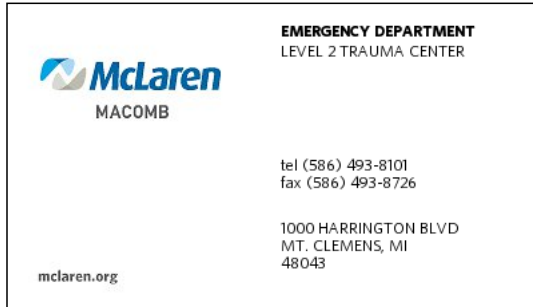 McLaren
MACOMB
mclaren.org
EMERGENCY DEPARTMENT
LEVEL 2 TRAUMA CENTER
tel (586) 493-8101
fax (586) 493-8726
1000 HARRINGTON BLVD
MT. CLEMENS, MI
48043